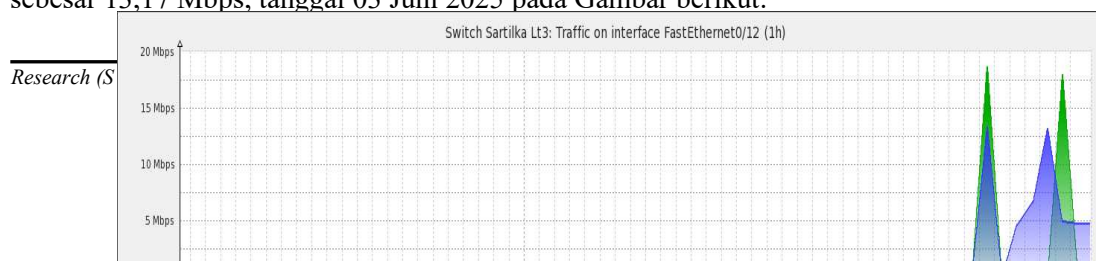 sebesar 13,17 Mbps, tanggal 03 Juni 2025 pada Gambar berikut:
Switch Sartilka Lt3: Traffic on interface FastEthernet0/12 (1h)
20 Mbps
Research (S
15 Mbps
10 Mbps
5 Mbps